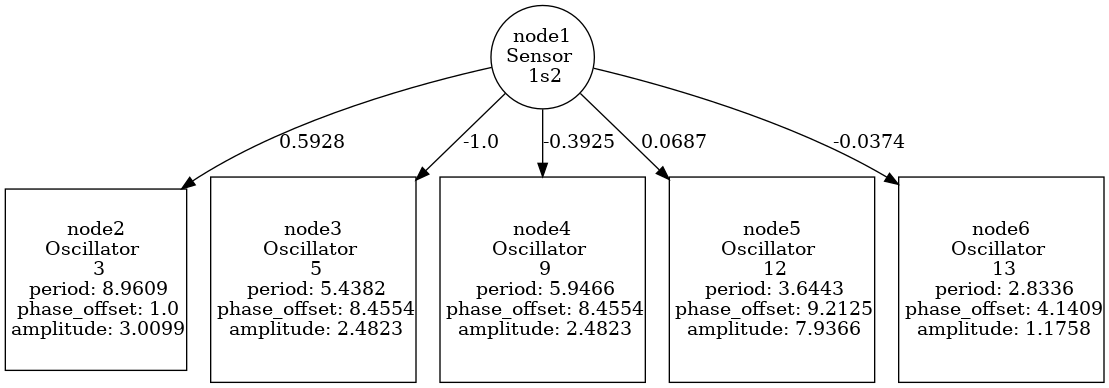 node1
Sensor
1s2
0.5928
-1.0
-0.3925
0.0687
-0.0374
node2
Oscillator
3
period: 8.9609
phase_offset: 1.0
amplitude: 3.0099
node3
Oscillator
5
period: 5.4382
phase_offset: 8.4554
amplitude: 2.4823
node4
Oscillator
9
period: 5.9466
phase_offset: 8.4554
amplitude: 2.4823
node5
Oscillator
12
period: 3.6443
phase_offset: 9.2125
amplitude: 7.9366
node6
Oscillator
13
period: 2.8336
phase_offset: 4.1409
amplitude: 1.1758